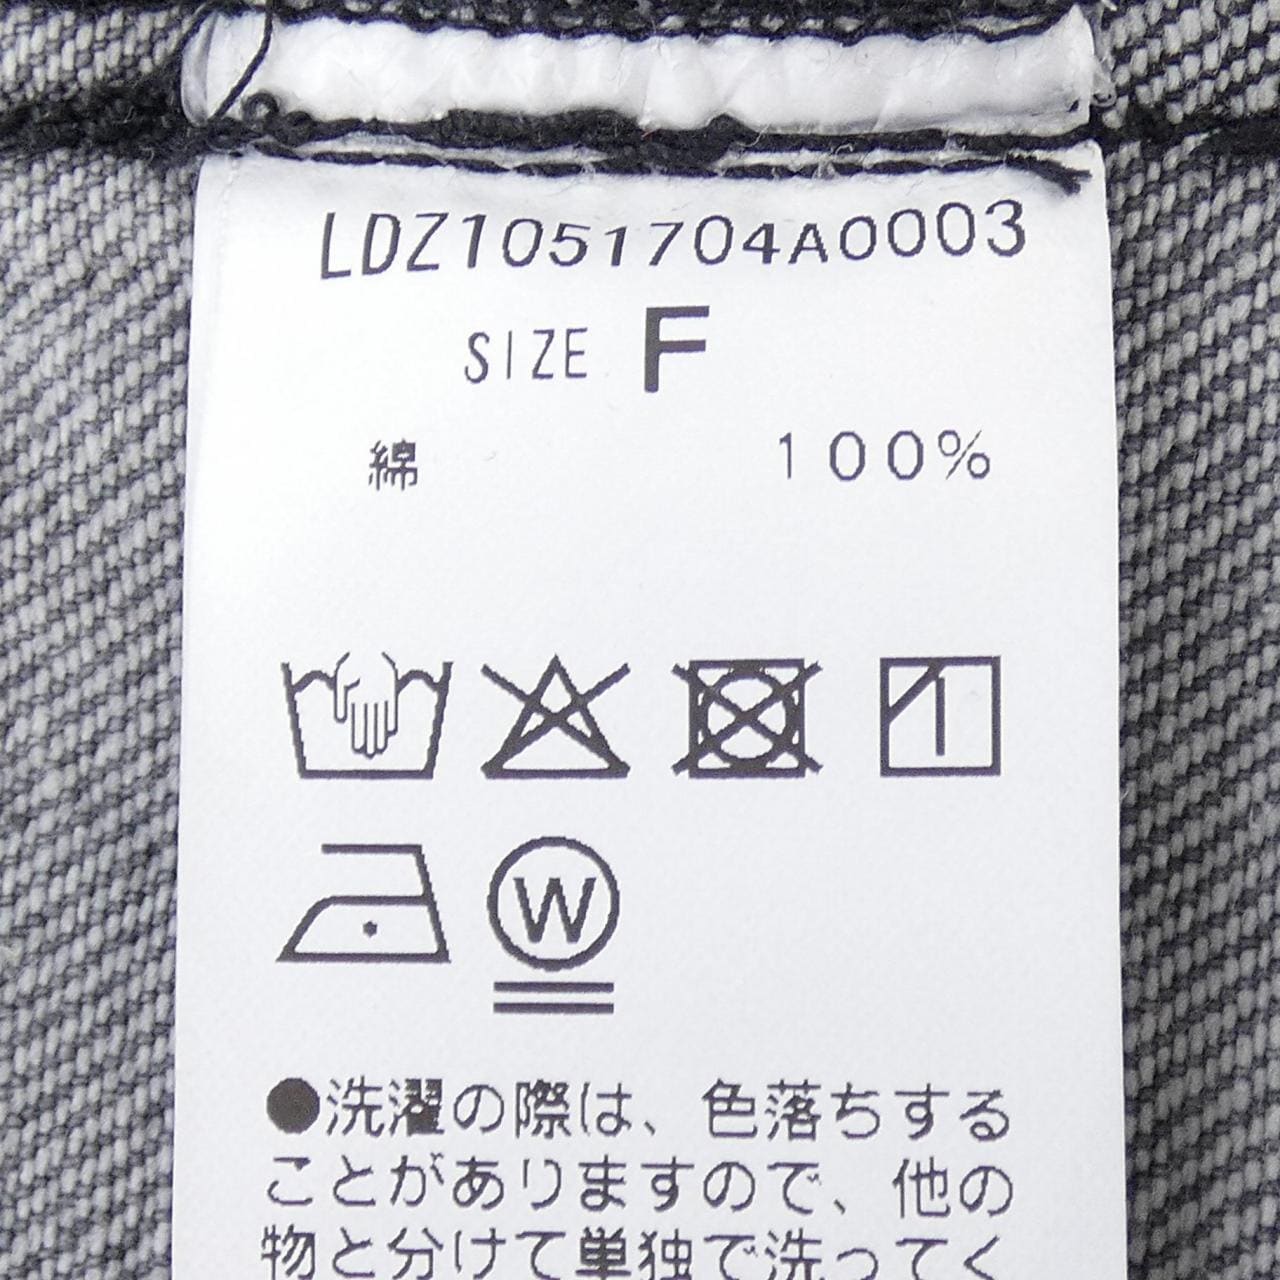 LDZ1051704A0003
SIZE F
綿 100%
W
●洗濯の際は、色落ちする
ことがありますので、他の
物と分けて単独で洗ってく